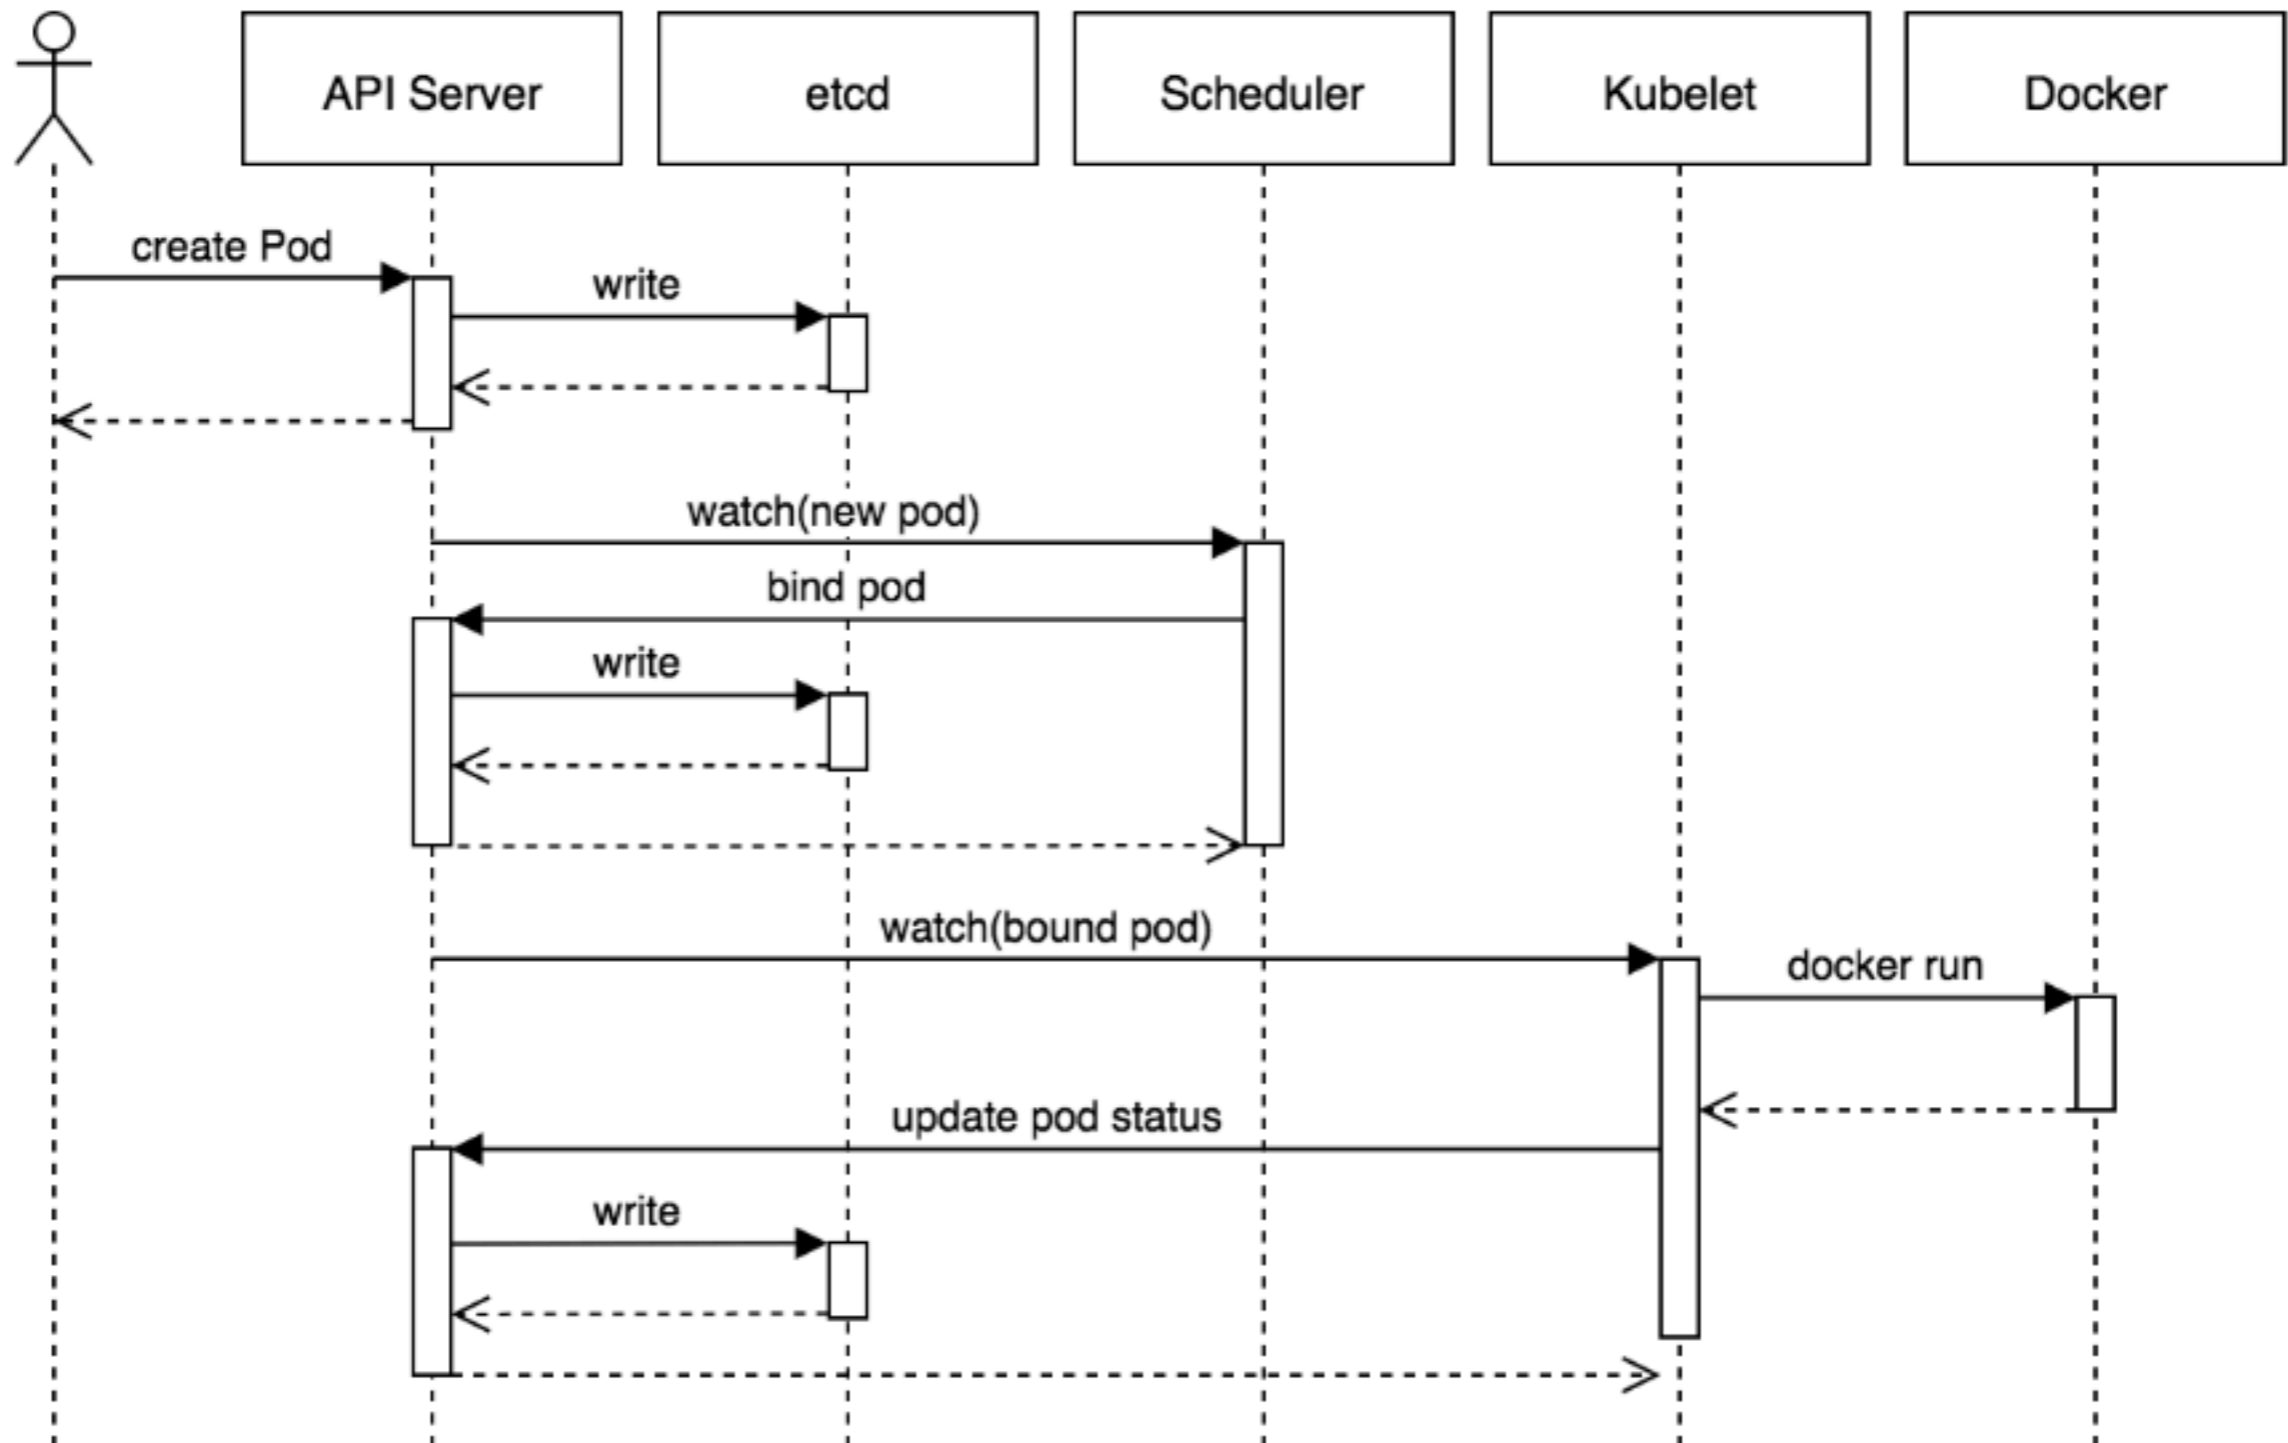 API Server
etcd
Scheduler
Kubelet
Docker
create Pod
write
watch(new pod)
bind pod
write
watch(bound pod)
docker run
update pod status
write